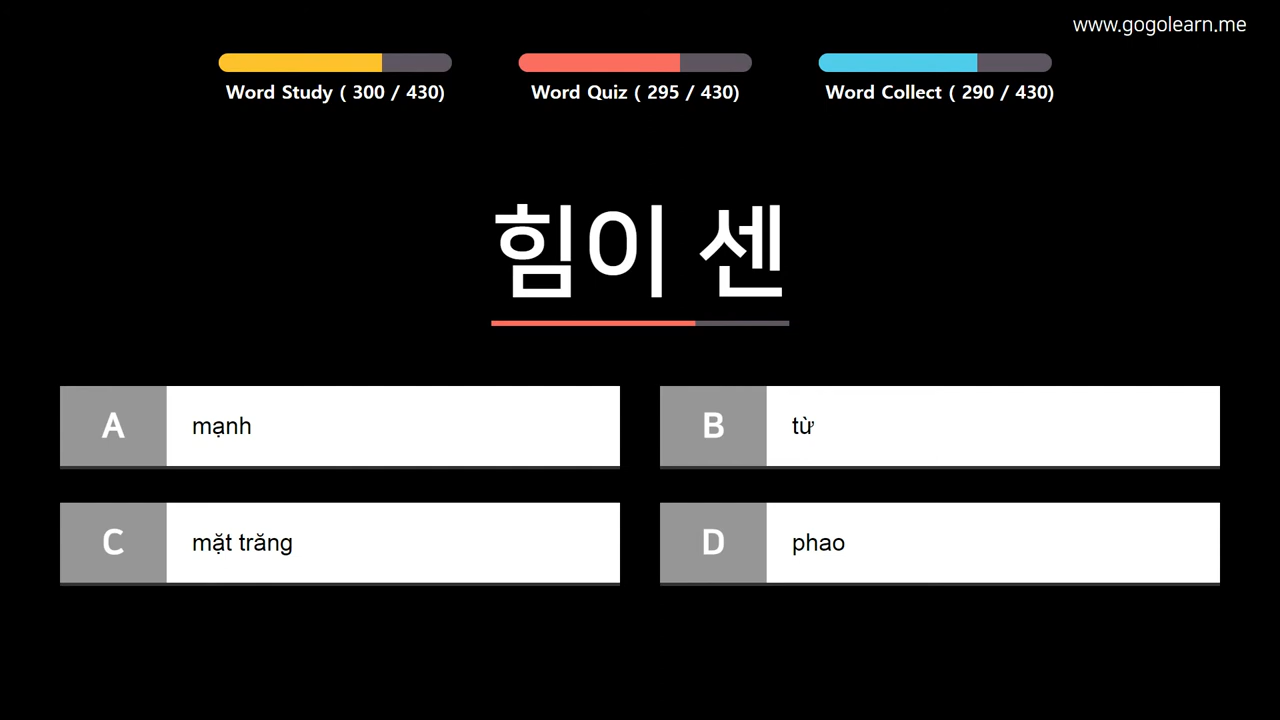 www.gogolearn.me
Word Study ( 300 / 430)
Word Quiz ( 295 / 430)
Word Collect ( 290 / 430)
힘이 센
A mạnh
B từ
C mặt trăng
D phao